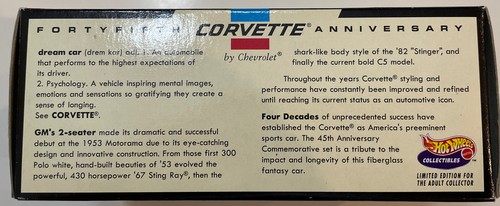 FORTYFIFTH CORVETTE® ANNIVERSARY
by Chevrolet®
dream car (drem kor) 1. An automobile
that performs to the highest expectations of
its driver.
2. Psychology. A vehicle inspiring mental images,
emotions and sensations so gratifying they create a
sense of longing.
See CORVETTE®.
GM's 2-seater made its dramatic and successful
debut at the 1953 Motorama due to its eye-catching
design and innovative construction. From those first 300
Polo white, hand-built beauties of '53 evolved the
powerful, 430 horsepower '67 Sting Ray®, then the
shark-like body style of the '82 "Stinger", and
finally the current bold C5 model.
Throughout the years Corvette® styling and
performance have constantly been improved and refined
until reaching its current status as an automotive icon.
Four Decades of unprecedented success have
established the Corvette® as America's preeminent
sports car. The 45th Anniversary
Commemorative set is a tribute to the
impact and longevity of this fiberglass
fantasy car.
Hot Wheels
COLLECTIBLES
LIMITED EDITION FOR
THE ADULT COLLECTOR